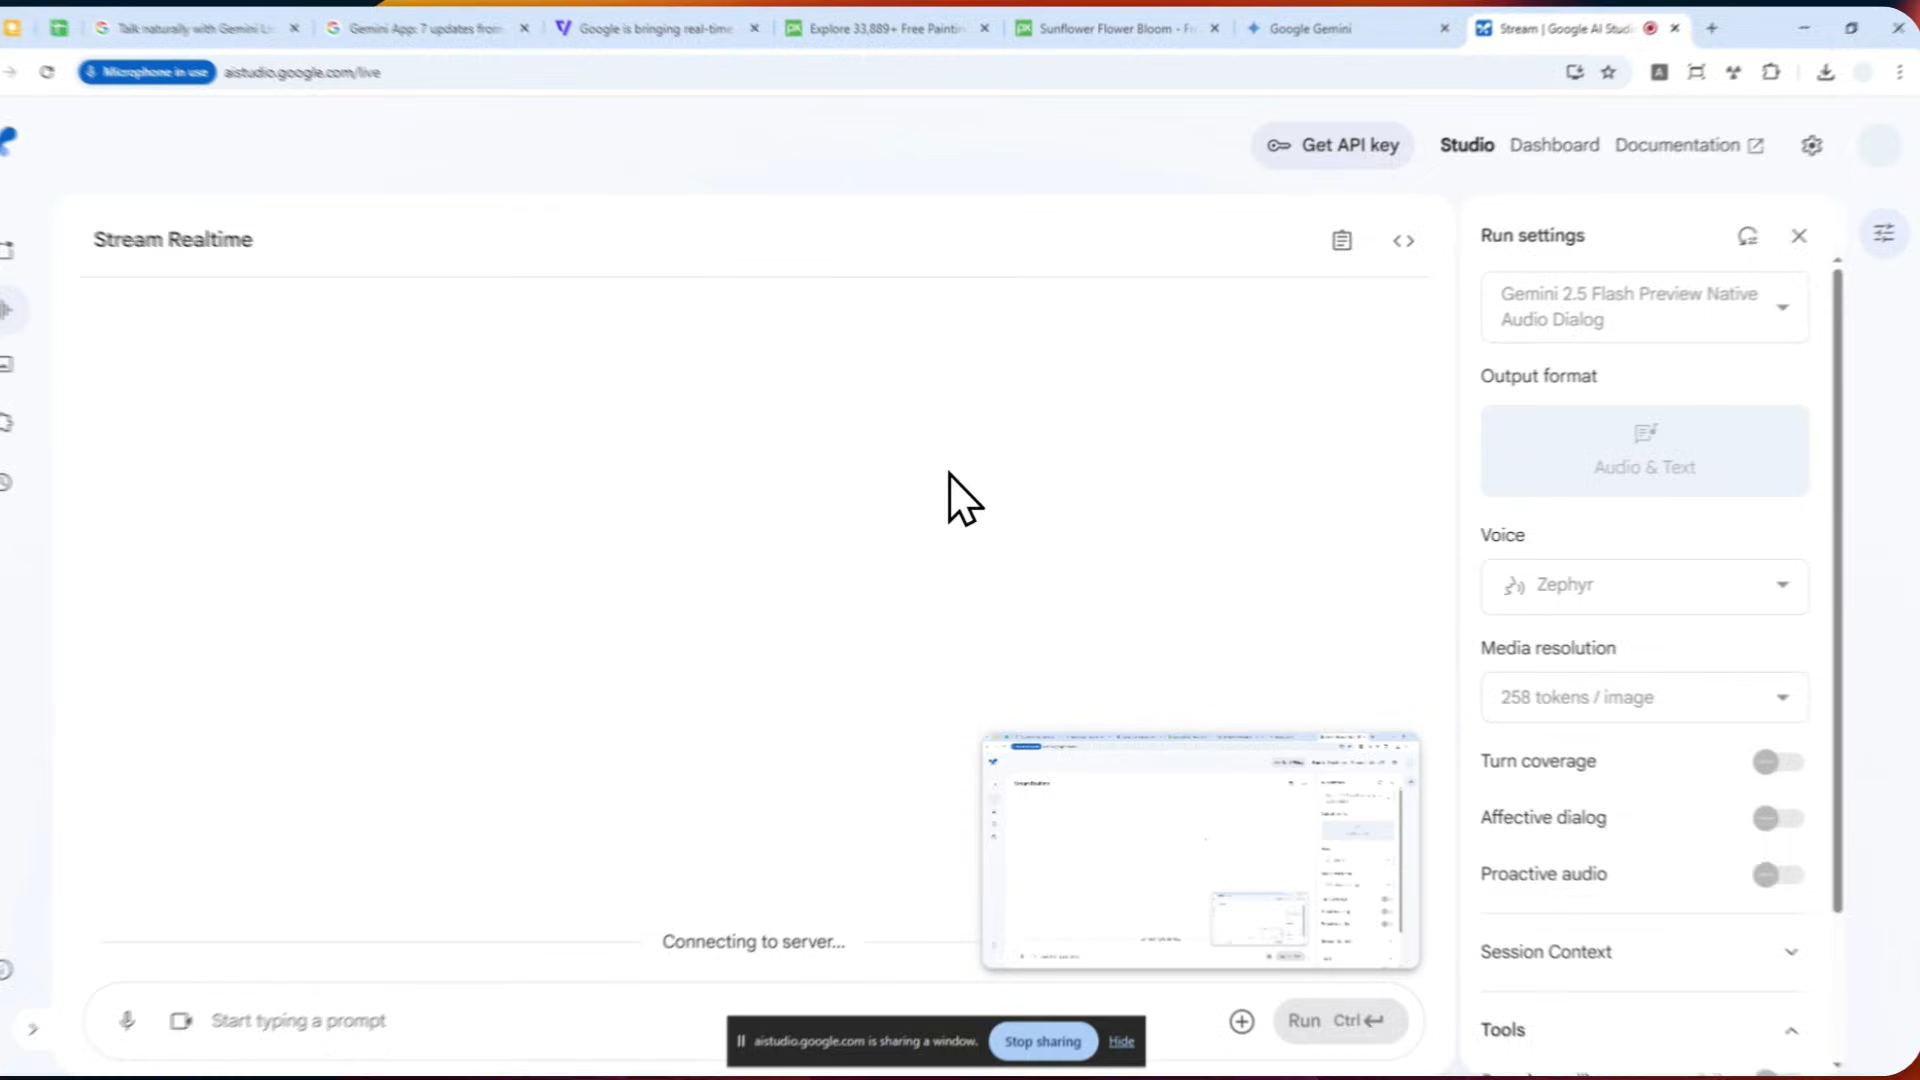 Talk naturally with Gemini Li
Gemini App: 7 updates from
Google is bringing real-time
Explore 33,889+ Free Paintin
Sunflower Flower Bloom - Fr
Google Gemini
Stream | Google AI Studi
Microphone in use
aistudio.google.com/live
Get API key
Studio
Dashboard
Documentation
Stream Realtime
Run settings
Gemini 2.5 Flash Preview Native
Audio Dialog
Output format
Audio & Text
Voice
Zephyr
Media resolution
258 tokens / image
Turn coverage
Affective dialog
Proactive audio
Connecting to server...
Session Context
Start typing a prompt
Run Ctrl
Tools
aistudio.google.com is sharing a window.
Stop sharing
Hide